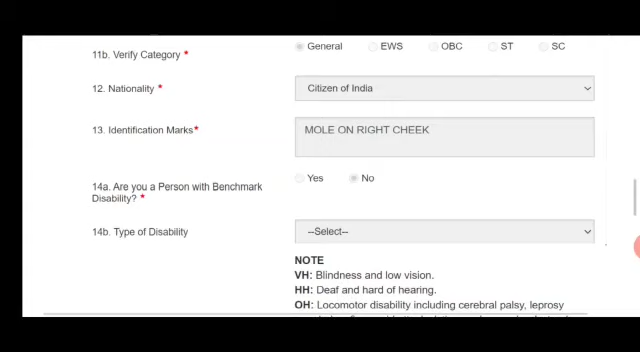 11b. Verify Category * General EWS OBC ST SC
12. Nationality * Citizen of India
13. Identification Marks* MOLE ON RIGHT CHEEK
14a. Are you a Person with Benchmark Yes No
Disability? *
14b. Type of Disability --Select--
NOTE
VH: Blindness and low vision.
HH: Deaf and hard of hearing.
OH: Locomotor disability including cerebral palsy, leprosy